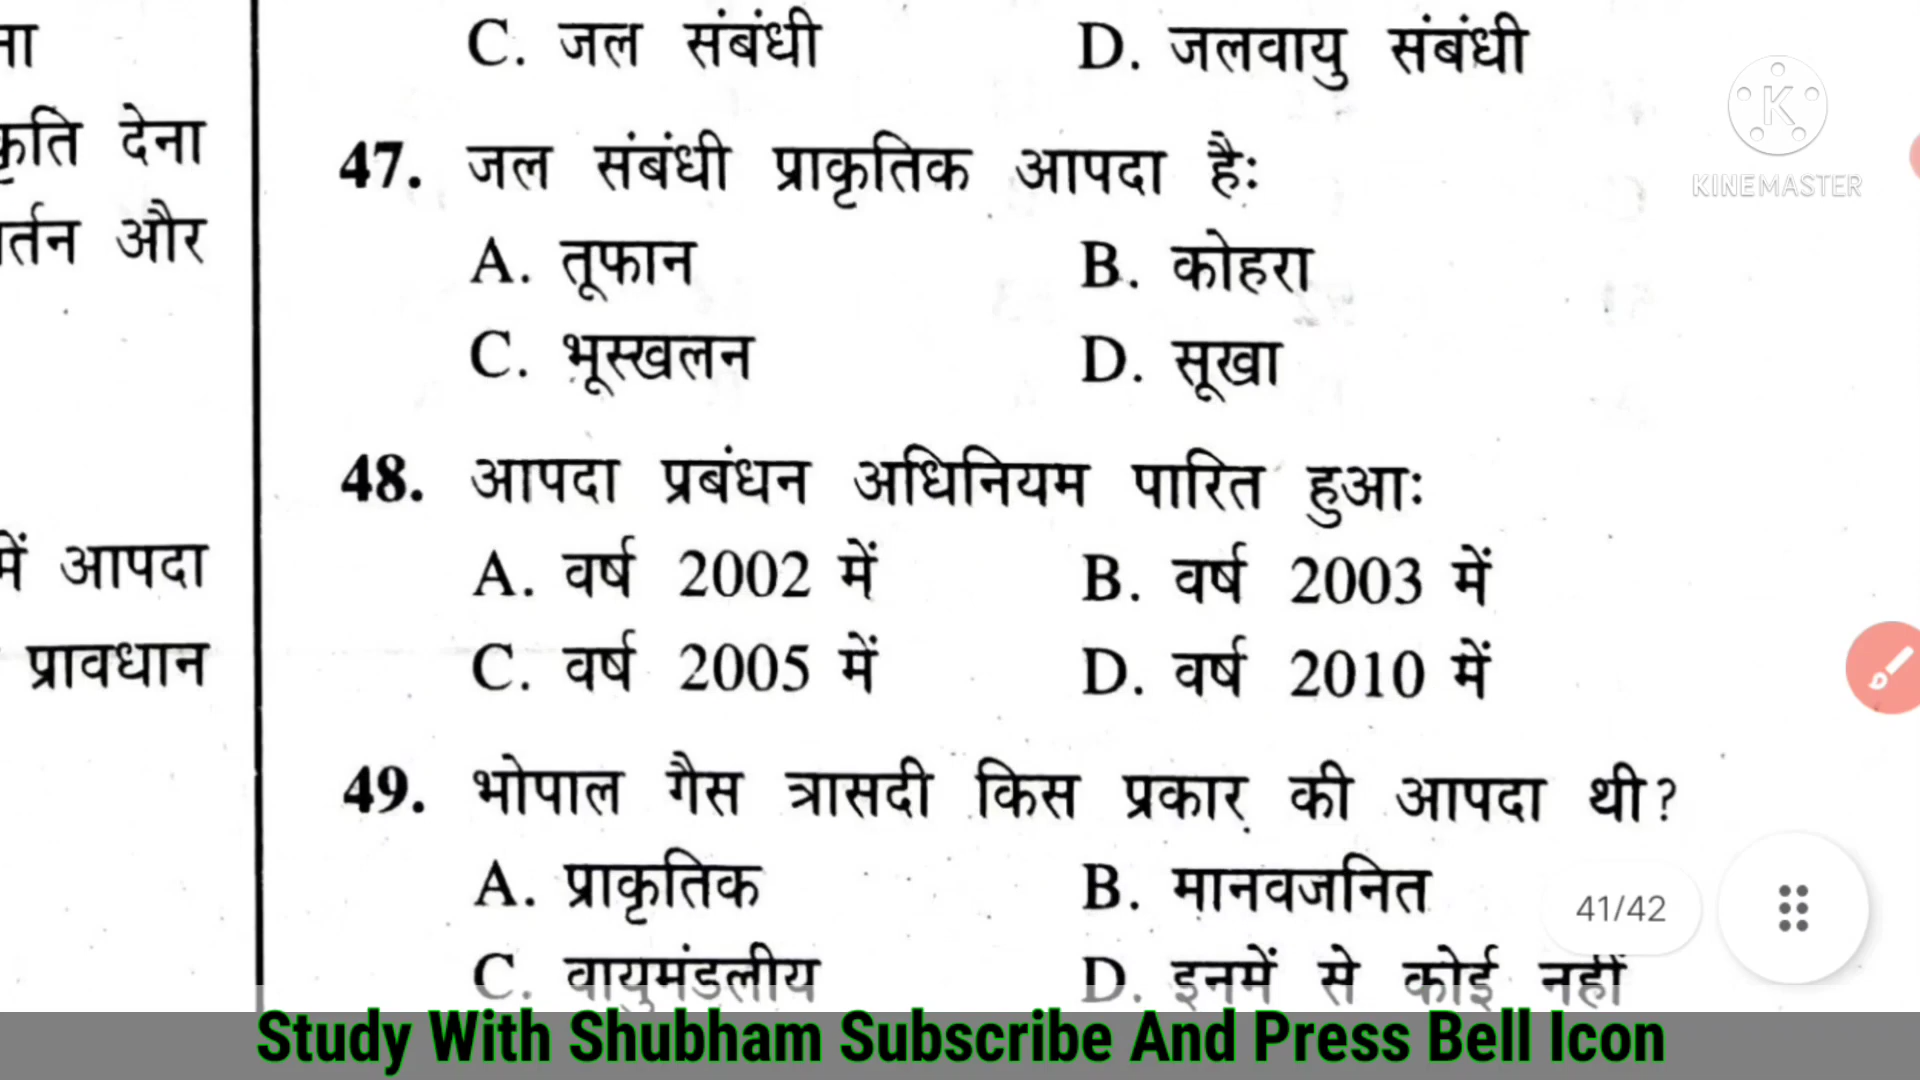 ना
कृति देना
र्तन और
में आपदा
प्रावधान
C. जल संबंधी D. जलवायु संबंधी
47. जल संबंधी प्राकृतिक आपदा हैः
A. तूफान B. कोहरा
C. भूस्खलन D. सूखा
48. आपदा प्रबंधन अधिनियम पारित हुआः
A. वर्ष 2002 में B. वर्ष 2003 में
C. वर्ष 2005 में D. वर्ष 2010 में
49. भोपाल गैस त्रासदी किस प्रकार की आपदा थी?
A. प्राकृतिक B. मानवजनित
C. वायुमंडलीय D. इनमें से कोई नहीं
K
KINEMASTER
41/42
Study With Shubham Subscribe And Press Bell Icon